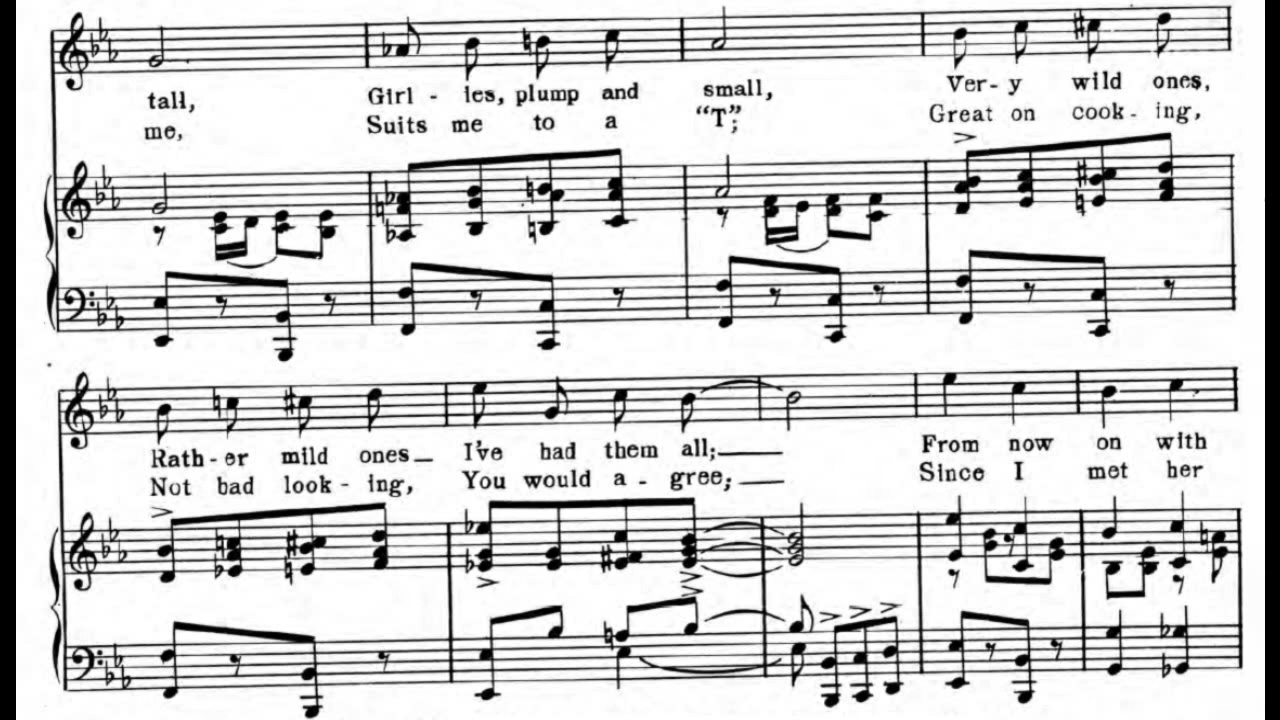 tall, Girl - ies, plump and small, Ver - y wild ones,
me, Suits me to a “T”; Great on cook - ing,
Rath - er mild ones I've had them all; From now on with
Not bad look - ing, You would a - gree; Since I met her